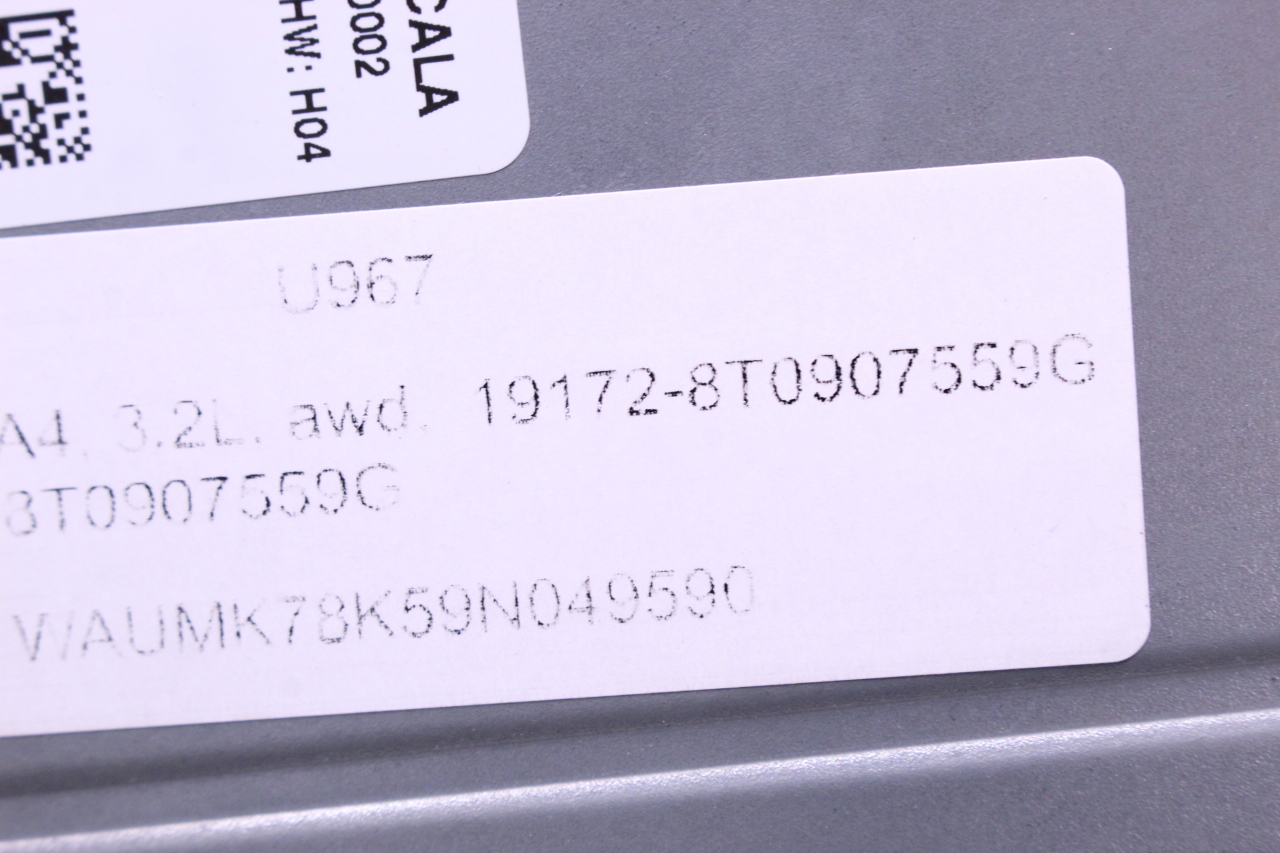 CALA
0002
HW: H04
U967
A4, 3.2L, awd, 19172-8T0907559G
8T0907559G
WAUMK78K59N049590